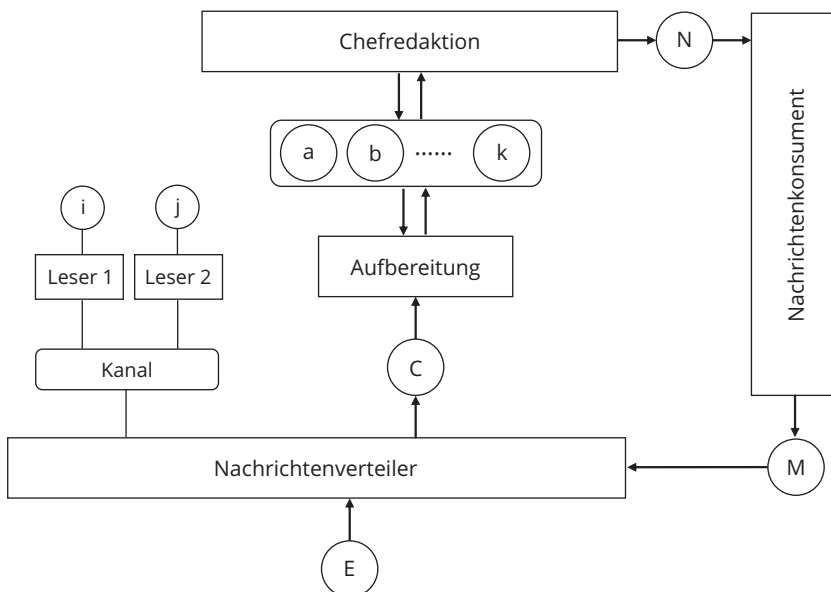 Chefredaktion
N
Nachrichtenkonsument
a
b
......
k
i
j
Leser 1
Leser 2
Aufbereitung
Kanal
C
Nachrichtenverteiler
M
E